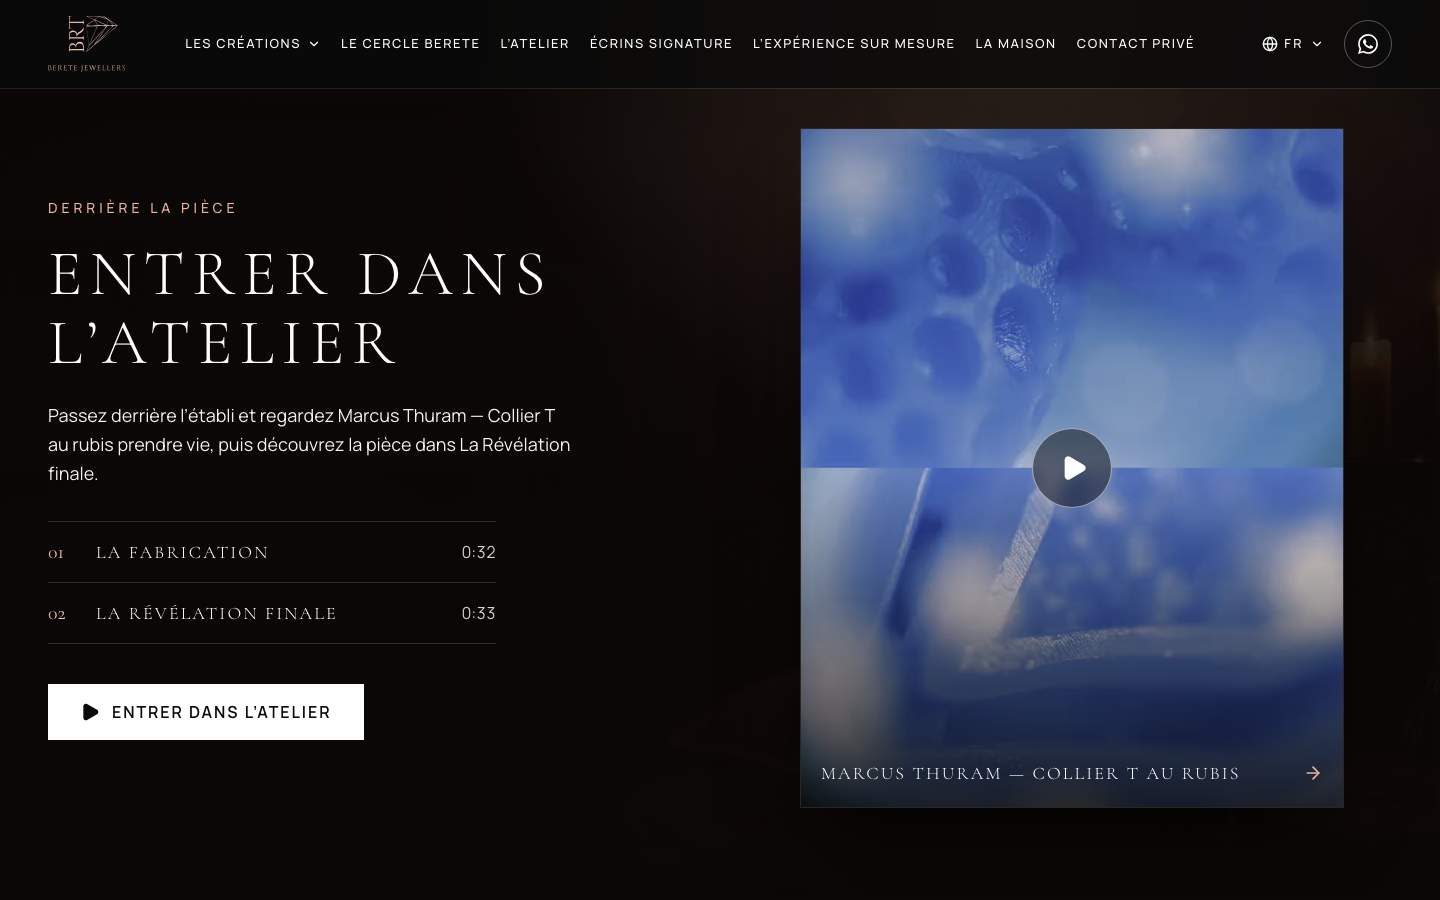 BRT
BERETE JEWELLERS
LES CRÉATIONS
LE CERCLE BERETE
L’ATELIER
ÉCRINS SIGNATURE
L’EXPÉRIENCE SUR MESURE
LA MAISON
CONTACT PRIVÉ
FR
DERRIÈRE LA PIÈCE
ENTRER DANS
L’ATELIER
Passez derrière l’établi et regardez Marcus Thuram — Collier T
au rubis prendre vie, puis découvrez la pièce dans La Révélation
finale.
01 LA FABRICATION 0:32
02 LA RÉVÉLATION FINALE 0:33
ENTRER DANS L’ATELIER
MARCUS THURAM — COLLIER T AU RUBIS